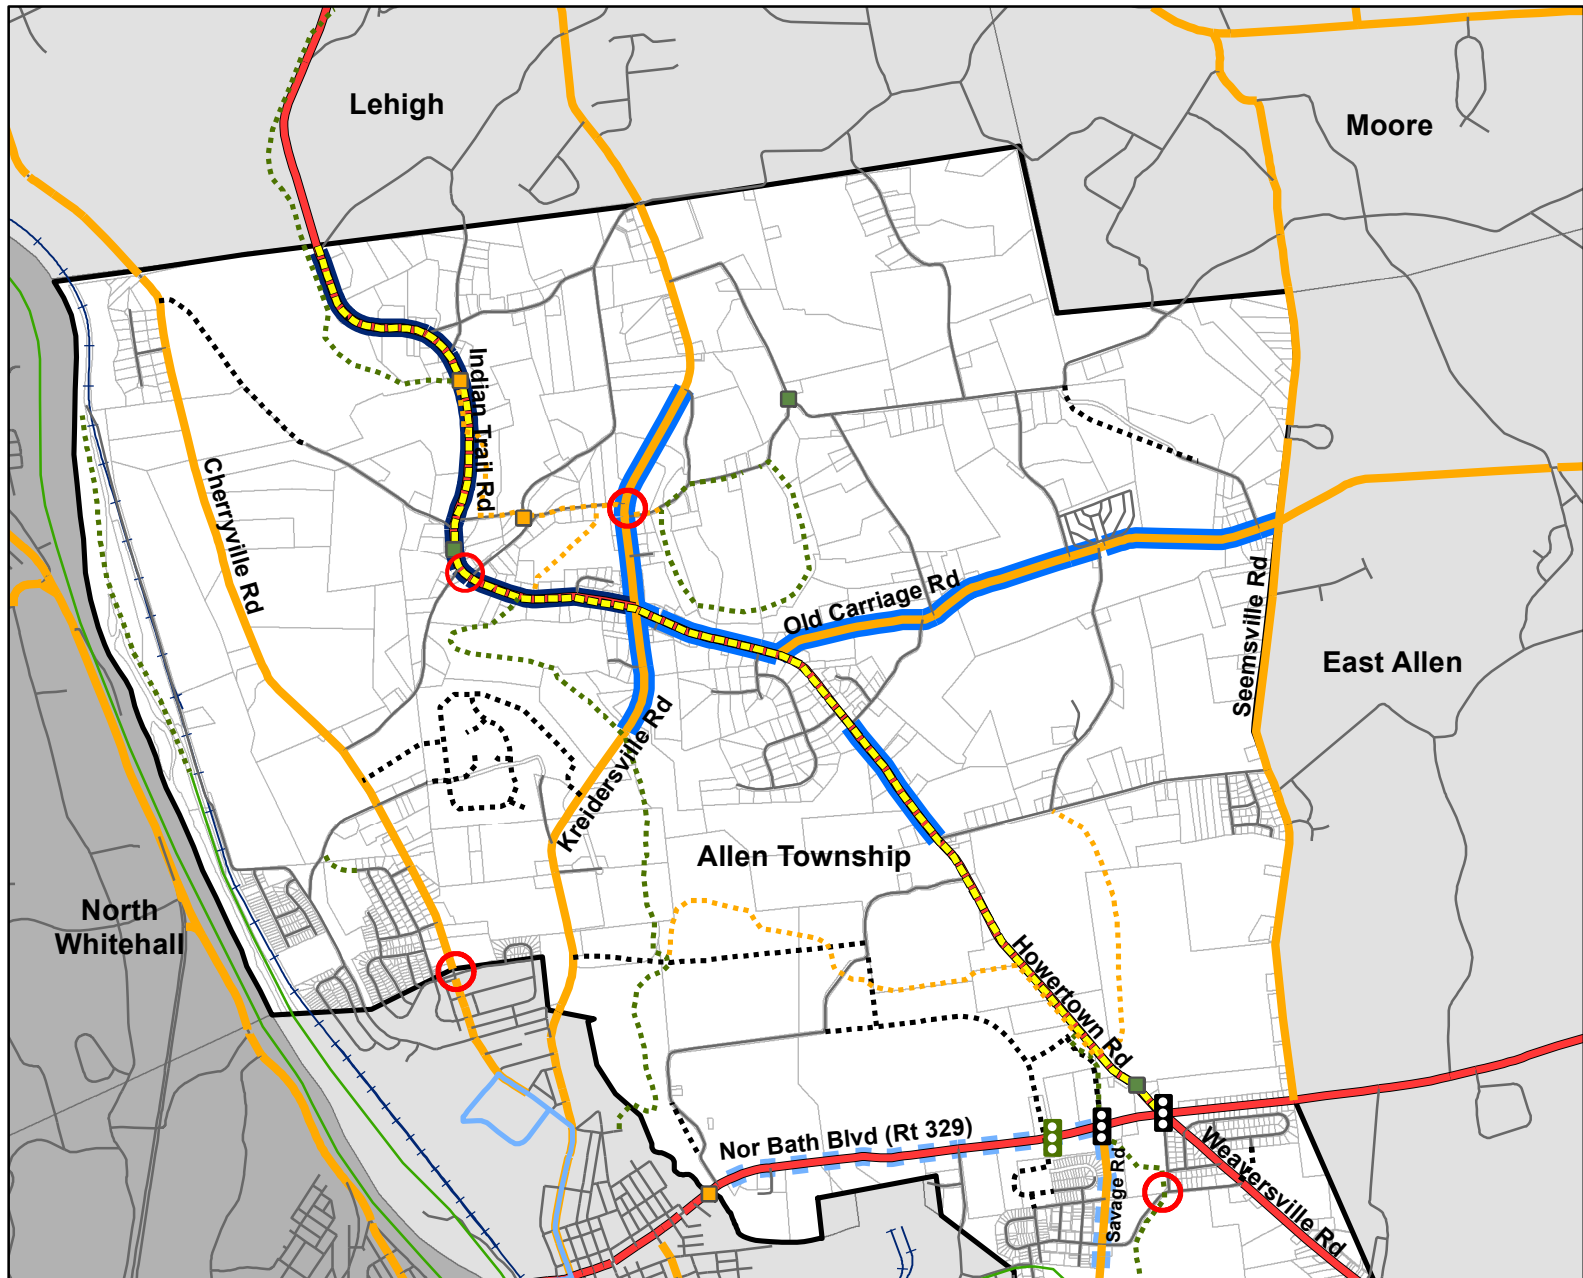 Lehigh
Moore
Indian Trail Rd
Cherryville Rd
Old Carriage Rd
Seemsville Rd
East Allen
Kreidersville Rd
Allen Township
North
Whitehall
Howertown Rd
Nor Bath Blvd (Rt 329)
Savage Rd
Weaversville Rd